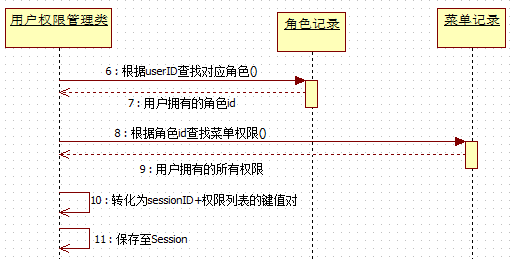 用户权限管理类
角色记录
菜单记录
6 : 根据userID查找对应角色()
7 : 用户拥有的角色id
8 : 根据角色id查找菜单权限()
9 : 用户拥有的所有权限
10 : 转化为sessionID+权限列表的键值对
11 : 保存至Session